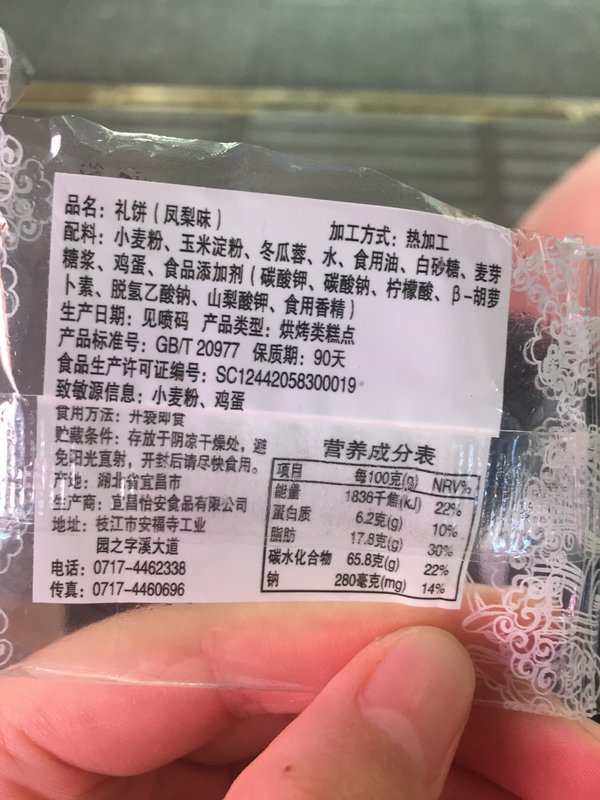 品名：礼饼（凤梨味）
加工方式：热加工
配料：小麦粉、玉米淀粉、冬瓜蓉、水、食用油、白砂糖、麦芽
糖浆、鸡蛋、食品添加剂（碳酸钾、碳酸钠、柠檬酸、β-胡萝
卜素、脱氢乙酸钠、山梨酸钾、食用香精）
生产日期：见喷码 产品类型：烘烤类糕点
产品标准号：GB/T 20977 保质期：90天
食品生产许可证编号：SC12442058300019
致敏源信息：小麦粉、鸡蛋
食用方法：开袋即食
贮藏条件：存放于阴凉干燥处，避
免阳光直射，开封后请尽快食用。
产地：湖北省宜昌市
生产商：宜昌怡安食品有限公司
地址：枝江市安福寺工业
园之字溪大道
电话：0717-4462338
传真：0717-4460696
营养成分表
项目 每100克(g) NRV%
能量 1836千焦(KJ) 22%
蛋白质 6.2克(g) 10%
脂肪 17.8克(g) 30%
碳水化合物 65.8克(g) 22%
钠 280毫克(mg) 14%